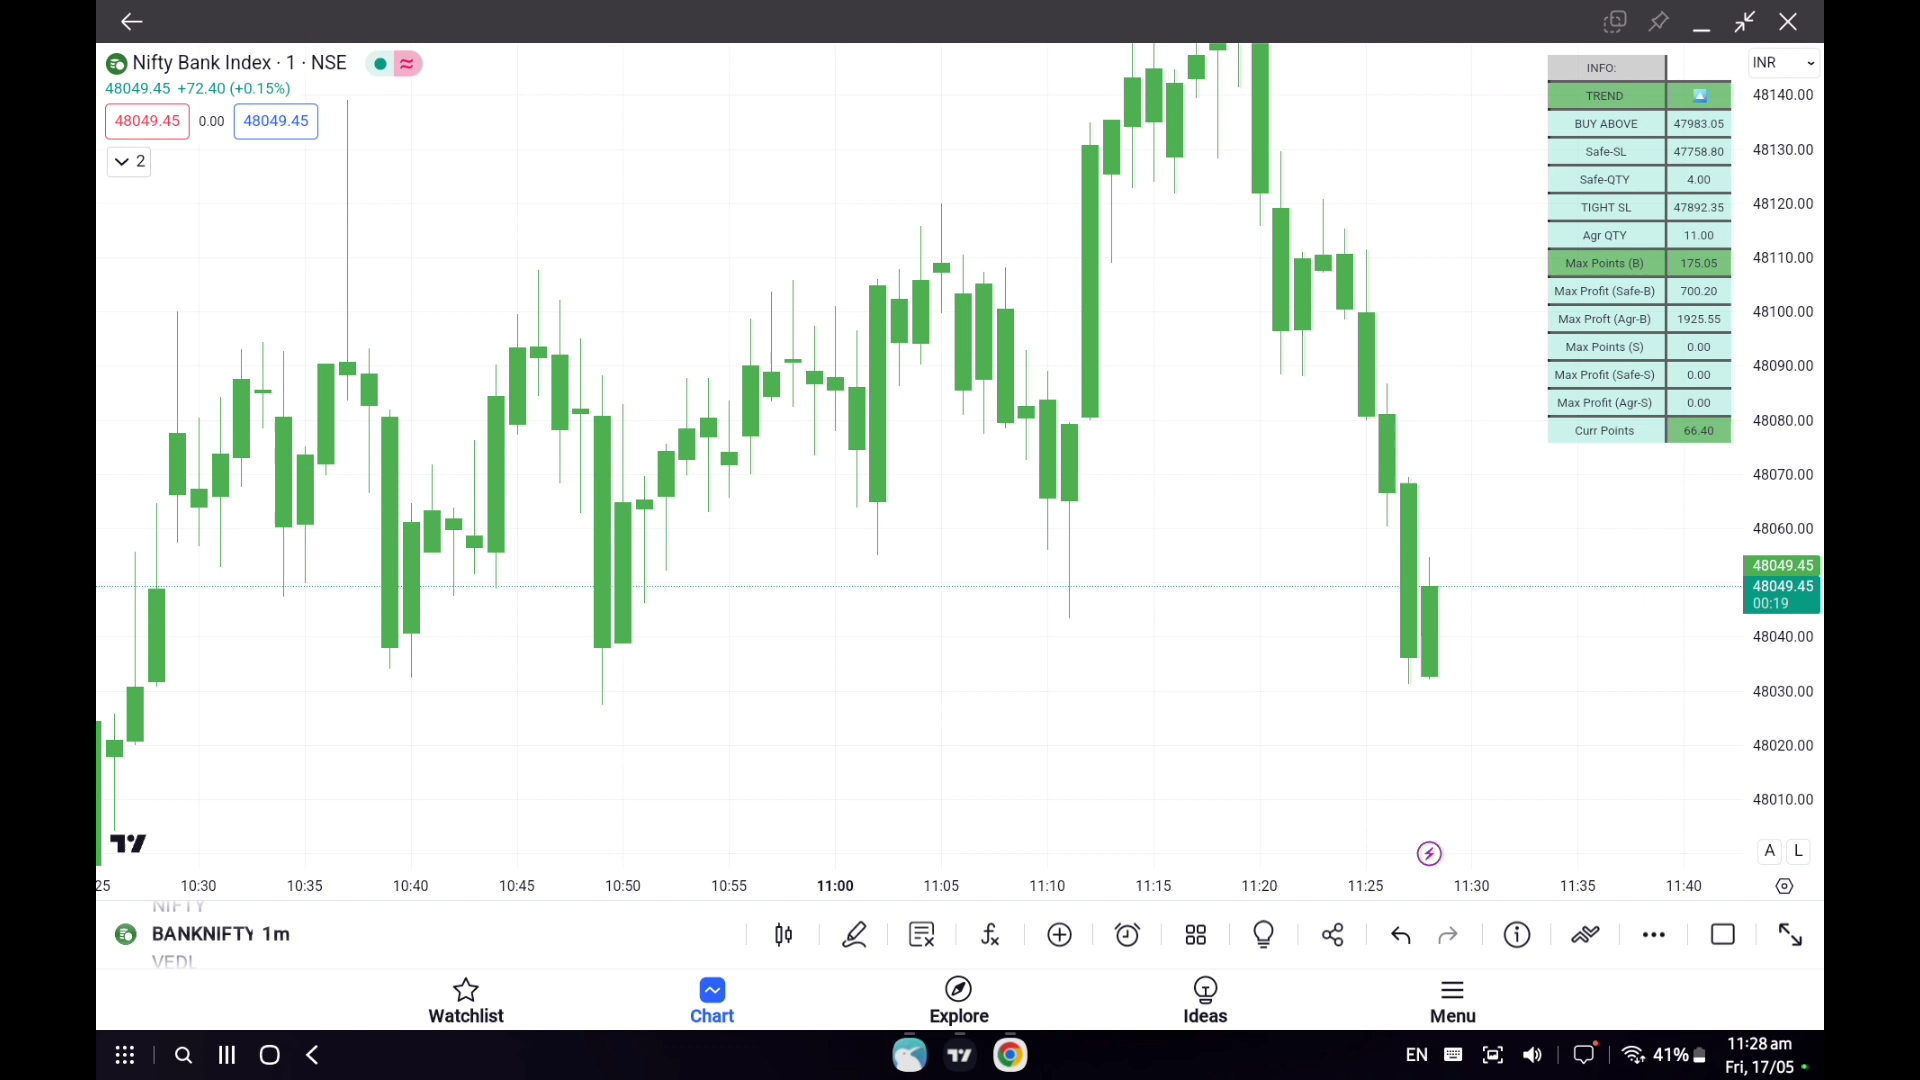 Nifty Bank Index · 1 · NSE
48049.45 +72.40 (+0.15%)
48049.45 0.00 48049.45
2
INFO:
TREND
BUY ABOVE 47983.05
Safe-SL 47758.80
Safe-QTY 4.00
TIGHT SL 47892.35
Agr QTY 11.00
Max Points (B) 175.05
Max Profit (Safe-B) 700.20
Max Proft (Agr-B) 1925.55
Max Points (S) 0.00
Max Profit (Safe-S) 0.00
Max Profit (Agr-S) 0.00
Curr Points 66.40
INR
48140.00
48130.00
48120.00
48110.00
48100.00
48090.00
48080.00
48070.00
48060.00
48049.45
48049.45
00:19
48040.00
48030.00
48020.00
48010.00
A L
25 10:30 10:35 10:40 10:45 10:50 10:55 11:00 11:05 11:10 11:15 11:20 11:25 11:30 11:35 11:40
NIFTY
BANKNIFTY 1m
VEDL
Watchlist Chart Explore Ideas Menu
EN 41% 11:28 am
Fri, 17/05